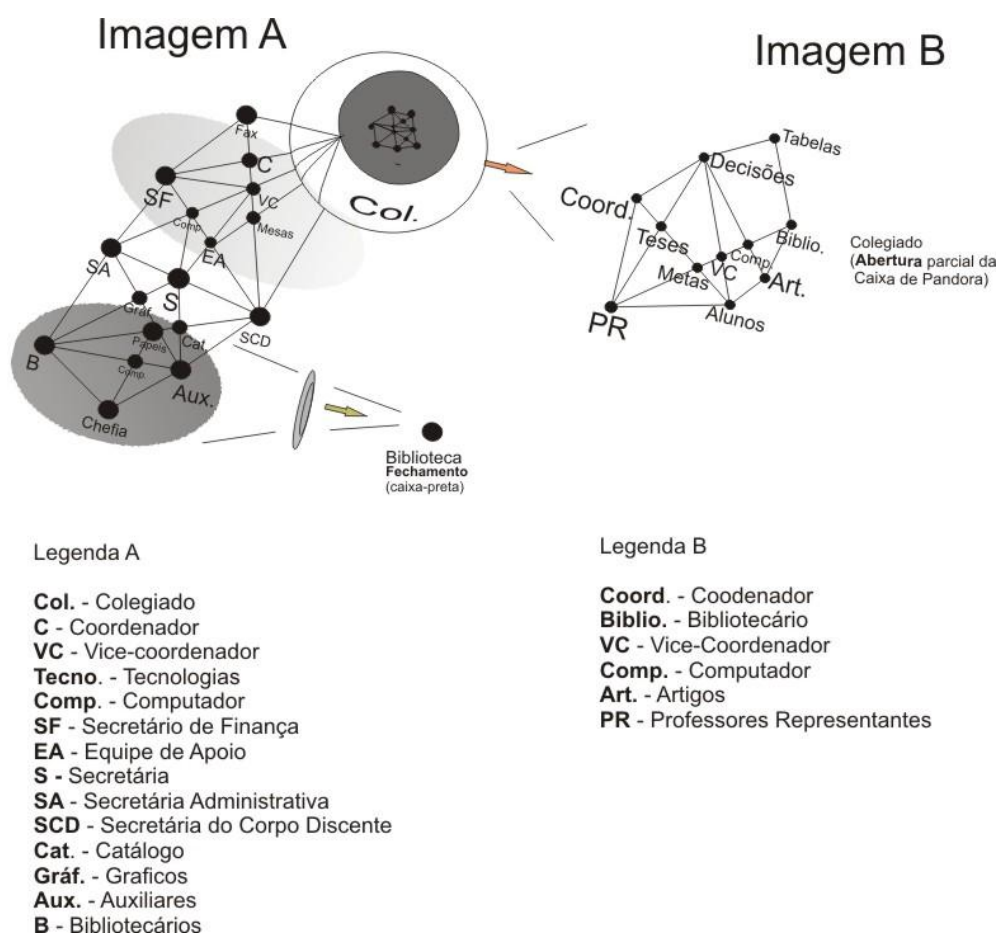 Imagem A
Imagem B
Fax
C
SF
VC
Comp.
Mesas
EA
Col.
SA
S
Gráf.
SCD
Papeis
Cat.
B
Comp.
Aux.
Chefia
Tabelas
Decisões
Coord.
Teses
Biblio.
Comp.
VC
Metas
Art.
PR
Alunos
Colegiado
(Abertura parcial da
Caixa de Pandora)
Biblioteca
Fechamento
(caixa-preta)
Legenda A
Col. - Colegiado
C - Coordenador
VC - Vice-coordenador
Tecno. - Tecnologias
Comp. - Computador
SF - Secretário de Finança
EA - Equipe de Apoio
S - Secretária
SA - Secretária Administrativa
SCD - Secretária do Corpo Discente
Cat. - Catálogo
Gráf. - Graficos
Aux. - Auxiliares
B - Bibliotecários
Legenda B
Coord. - Coodenador
Biblio. - Bibliotecário
VC - Vice-Coordenador
Comp. - Computador
Art. - Artigos
PR - Professores Representantes